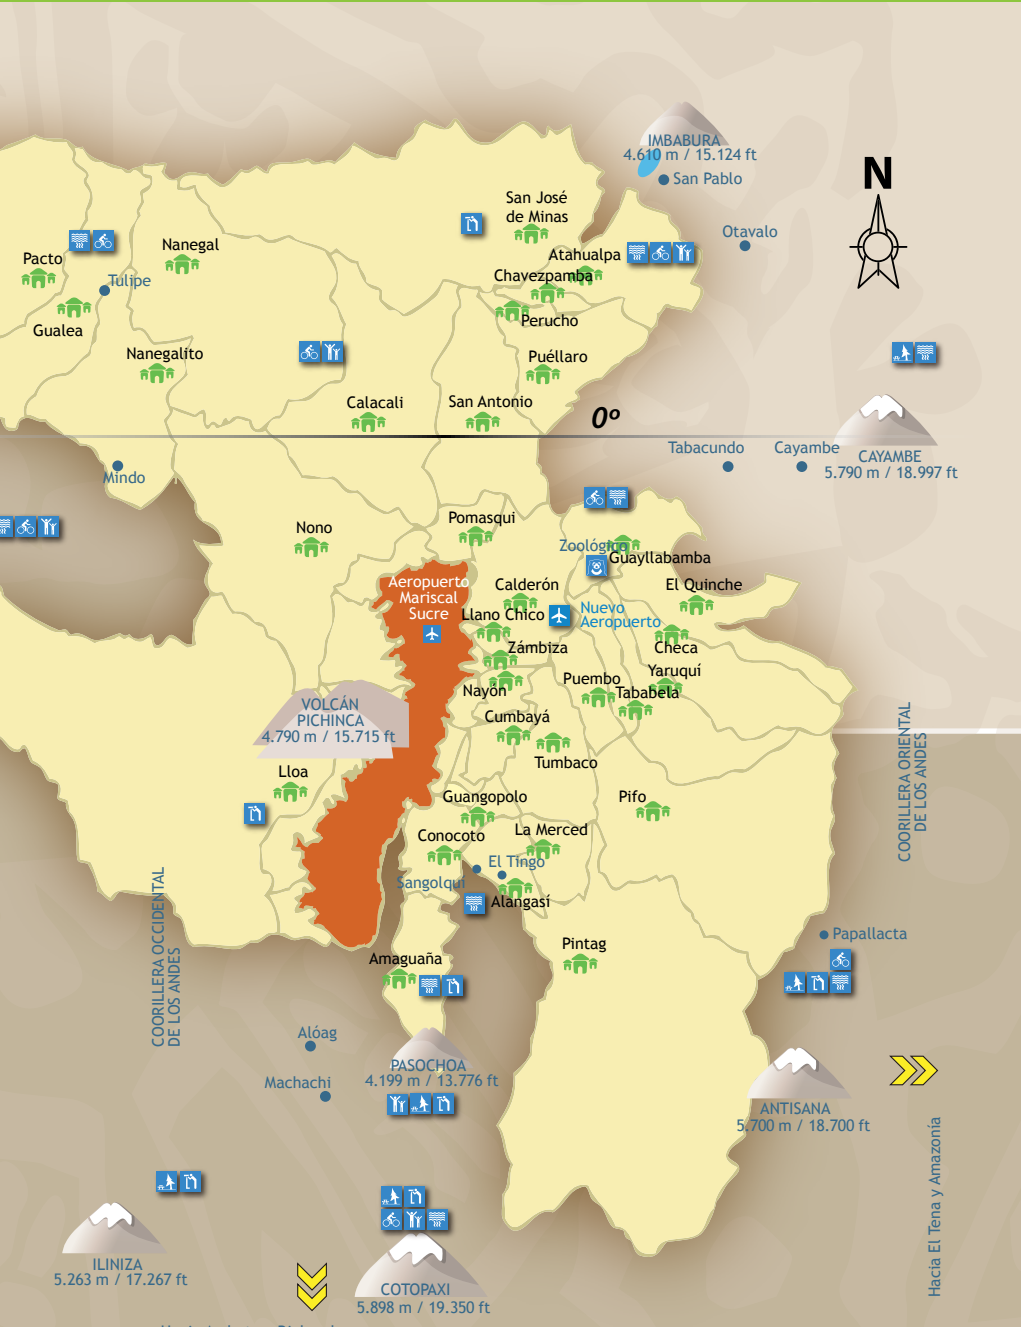 IMBABURA
4.610 m / 15.124 ft
San Pablo
N
Otavalo
San José
de Minas
Atahualpa
Chavezpamba
Perucho
Puéllaro
Pacto
Nanegal
Tulipe
Gualea
Nanegalito
Calacali
San Antonio
0º
Tabacundo
Cayambe
CAYAMBE
5.790 m / 18.997 ft
Mindo
Nono
Pomasqui
Zoológico
Guayllabamba
Aeropuerto
Mariscal
Sucre
Calderón
El Quinche
Llano Chico
Nuevo
Aeropuerto
Zámbiza
Checa
Yaruquí
Nayón
Puembo
Tababela
Cumbayá
Tumbaco
VOLCÁN
PICHINCA
4.790 m / 15.715 ft
Lloa
Guangopolo
Pifo
Conocoto
La Merced
El Tingo
Sangolquí
Alangasí
COORILLERA ORIENTAL
DE LOS ANDES
COORILLERA OCCIDENTAL
DE LOS ANDES
Amaguaña
Pintag
Papallacta
Alóag
Machachi
PASOCHOA
4.199 m / 13.776 ft
ANTISANA
5.700 m / 18.700 ft
Hacia El Tena y Amazonía
ILINIZA
5.263 m / 17.267 ft
COTOPAXI
5.898 m / 19.350 ft